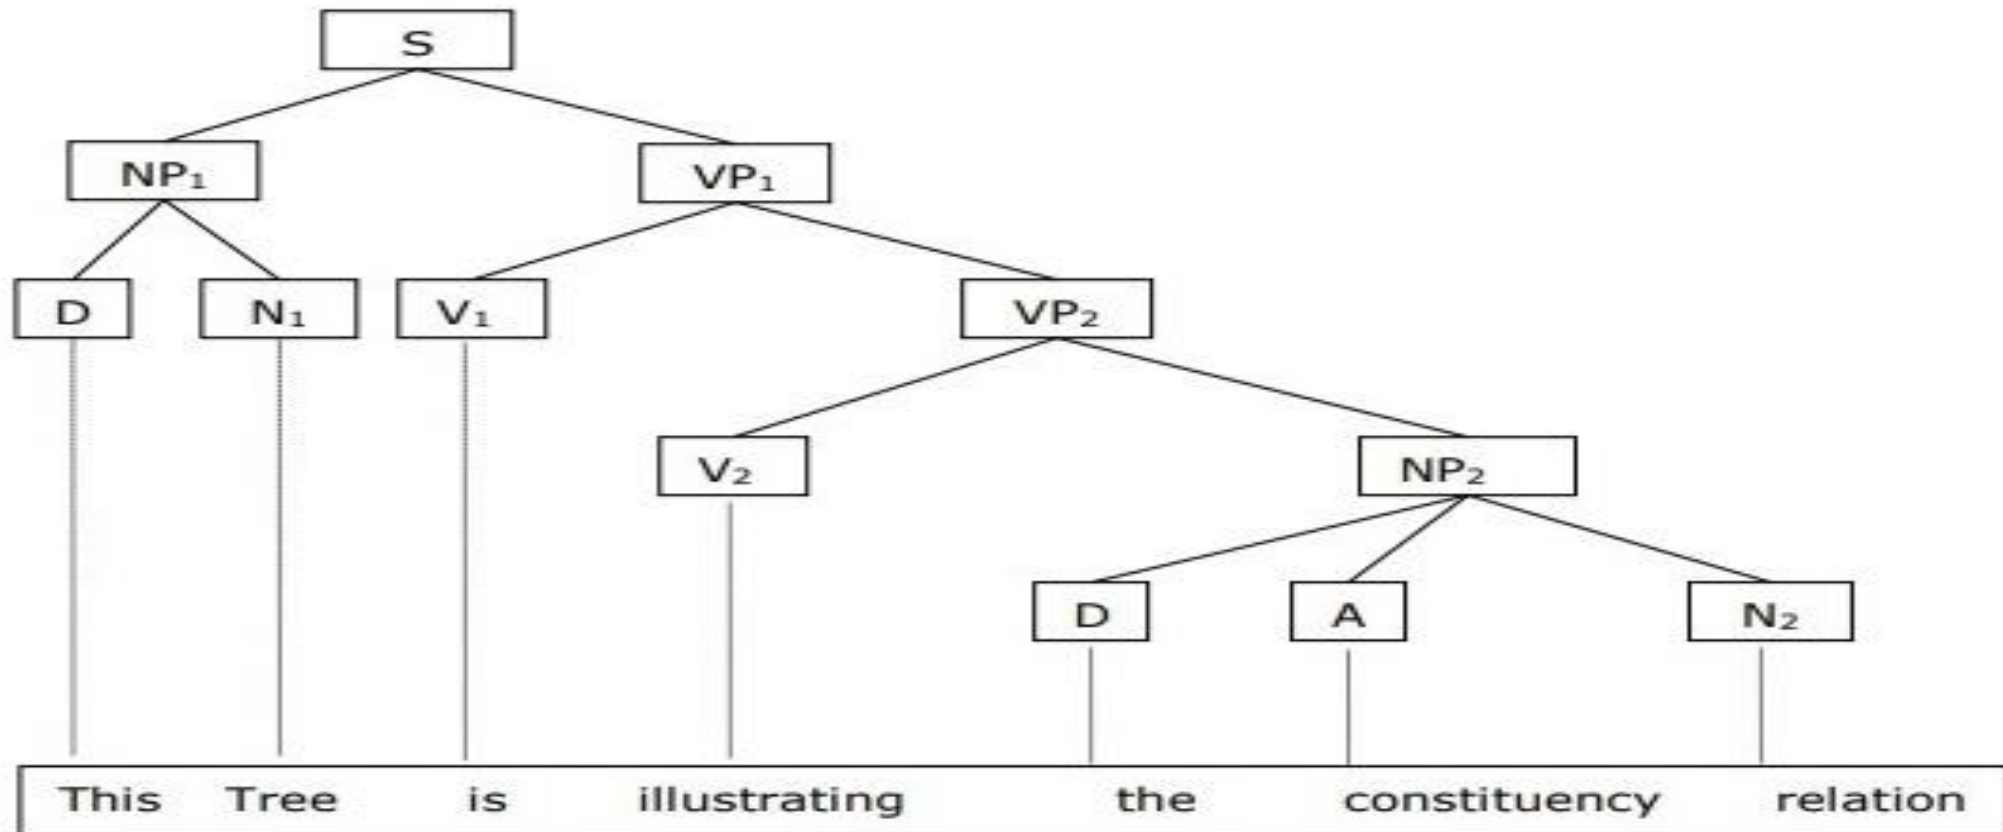 S
NP₁ VP₁
D N₁ V₁ VP₂
V₂ NP₂
D A N₂
This Tree is illustrating the constituency relation